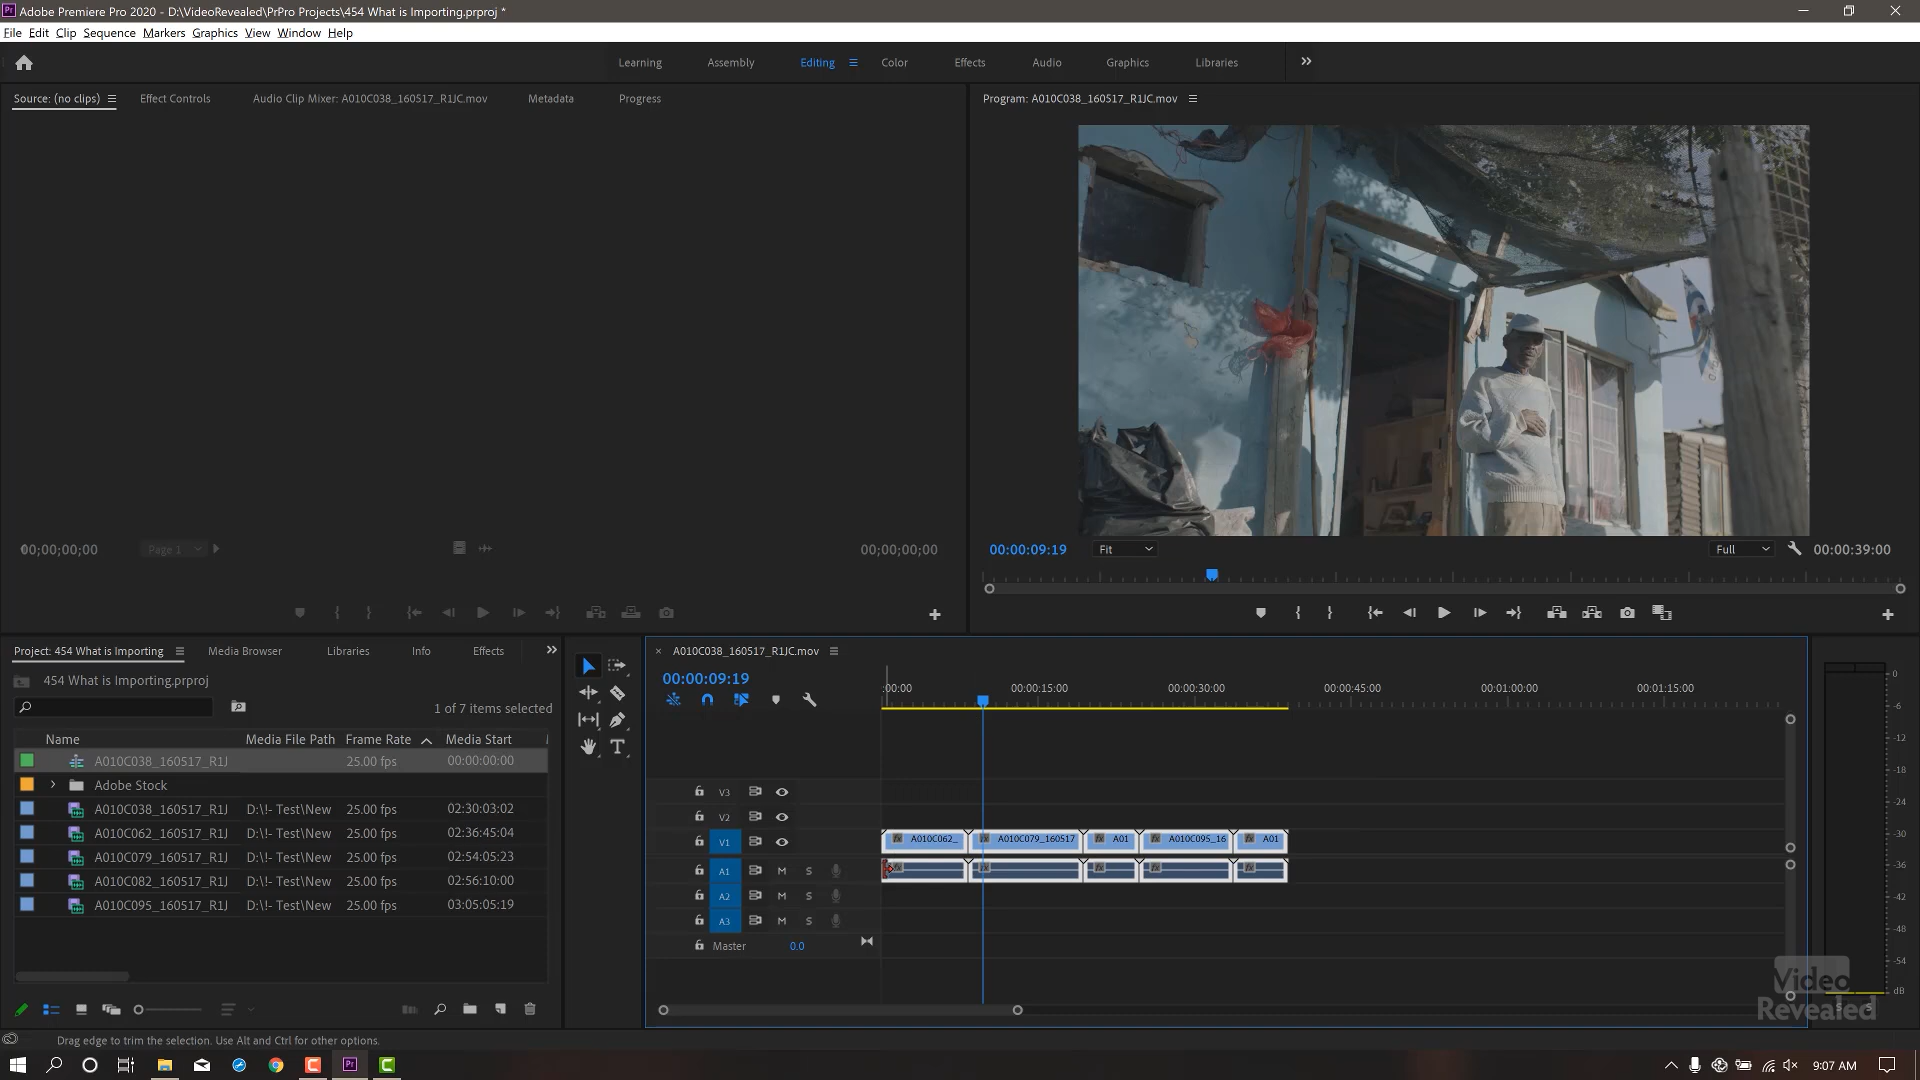 Adobe Premiere Pro 2020 - D:\VideoRevealed\PrPro Projects\454 What is Importing.prproj *
File Edit Clip Sequence Markers Graphics View Window Help
Learning Assembly Editing Color Effects Audio Graphics Libraries
Source: (no clips) Effect Controls Audio Clip Mixer: A010C038_160517_R1JC.mov Metadata Progress
Program: A010C038_160517_R1JC.mov
00;00;00;00 Page 1 00;00;00;00
00:00:09:19 Fit Full 00:00:39:00
Project: 454 What is Importing Media Browser Libraries Info Effects
454 What is Importing.prproj
1 of 7 items selected
Name Media File Path Frame Rate Media Start
A010C038_160517_R1J 25.00 fps 00:00:00:00
Adobe Stock
A010C038_160517_R1J D:\!- Test\New 25.00 fps 02:30:03:02
A010C062_160517_R1J D:\!- Test\New 25.00 fps 02:36:45:04
A010C079_160517_R1J D:\!- Test\New 25.00 fps 02:54:05:23
A010C082_160517_R1J D:\!- Test\New 25.00 fps 02:56:10:00
A010C095_160517_R1J D:\!- Test\New 25.00 fps 03:05:05:19
A010C038_160517_R1JC.mov
00:00:09:19
:00:00 00:00:15:00 00:00:30:00 00:00:45:00 00:01:00:00 00:01:15:00
V3
V2
V1 A010C062_ A010C079_160517 A01 A010C095_16 A01
A1 M S
A2 M S
A3 M S
Master 0.0
0
-6
-12
-18
-24
-30
-36
-42
-48
-54
dB
S S
Video
Revealed
Drag edge to trim the selection. Use Alt and Ctrl for other options.
9:07 AM